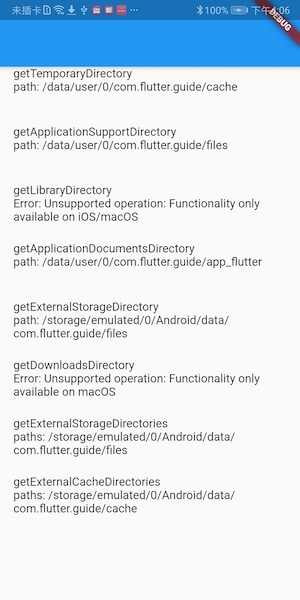 未插卡
100%
下午4:06
DEBUG
getTemporaryDirectory
path: /data/user/0/com.flutter.guide/cache
getApplicationSupportDirectory
path: /data/user/0/com.flutter.guide/files
getLibraryDirectory
Error: Unsupported operation: Functionality only
available on iOS/macOS
getApplicationDocumentsDirectory
path: /data/user/0/com.flutter.guide/app_flutter
getExternalStorageDirectory
path: /storage/emulated/0/Android/data/
com.flutter.guide/files
getDownloadsDirectory
Error: Unsupported operation: Functionality only
available on macOS
getExternalStorageDirectories
paths: /storage/emulated/0/Android/data/
com.flutter.guide/files
getExternalCacheDirectories
paths: /storage/emulated/0/Android/data/
com.flutter.guide/cache